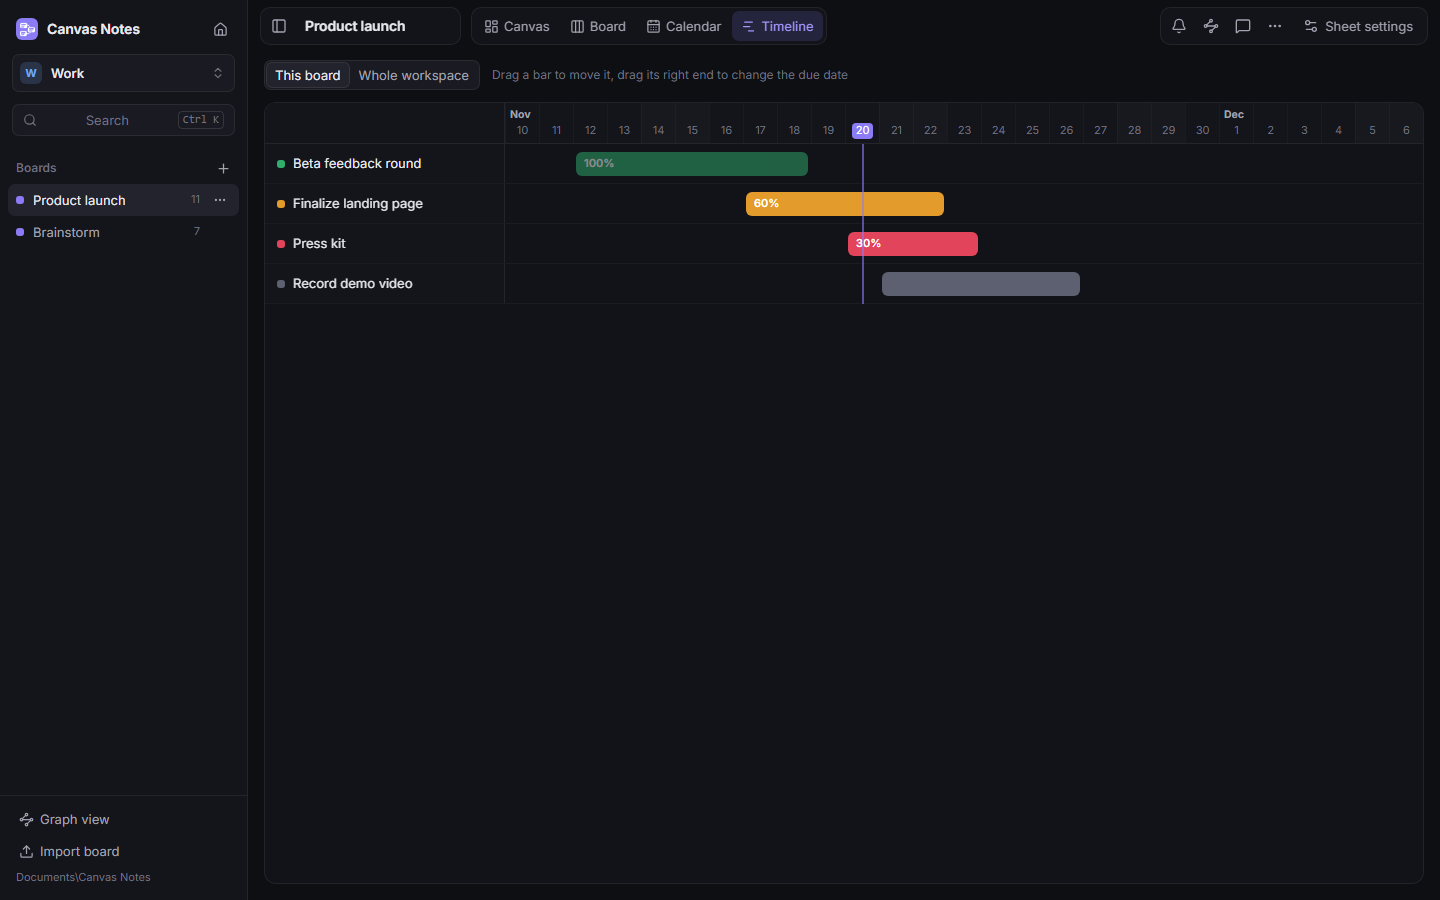 Canvas Notes
W Work
Search Ctrl K
Boards
Product launch 11
Brainstorm 7
Graph view
Import board
Documents\Canvas Notes
Product launch
Canvas Board Calendar Timeline
Sheet settings
This board Whole workspace Drag a bar to move it, drag its right end to change the due date
Nov Dec
10 11 12 13 14 15 16 17 18 19 20 21 22 23 24 25 26 27 28 29 30 1 2 3 4 5 6
Beta feedback round 100%
Finalize landing page 60%
Press kit 30%
Record demo video